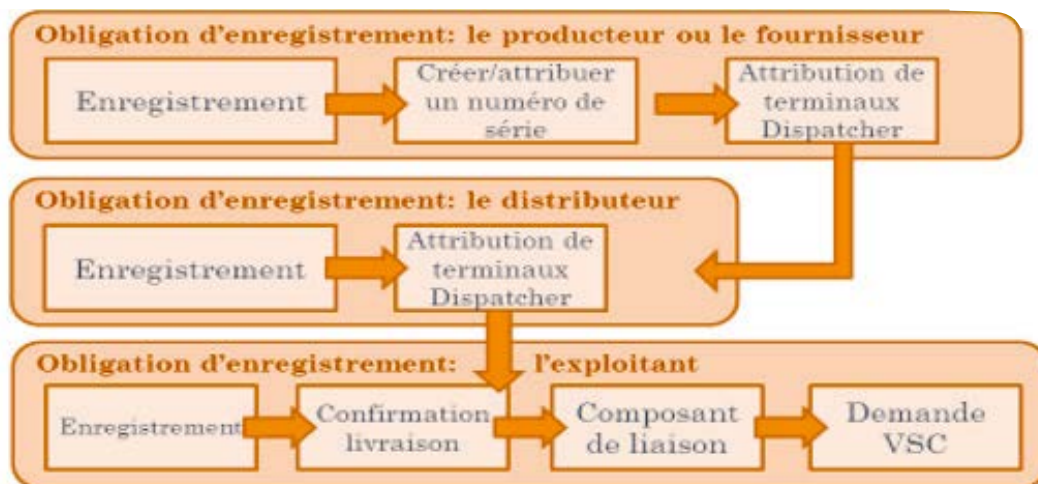 Obligation d'enregistrement: le producteur ou le fournisseur
Enregistrement
Créer/attribuer
un numéro de
série
Attribution de
terminaux
Dispatcher
Obligation d'enregistrement: le distributeur
Enregistrement
Attribution de
terminaux
Dispatcher
Obligation d'enregistrement: l'exploitant
Enregistrement
Confirmation
livraison
Composant
de liaison
Demande
VSC